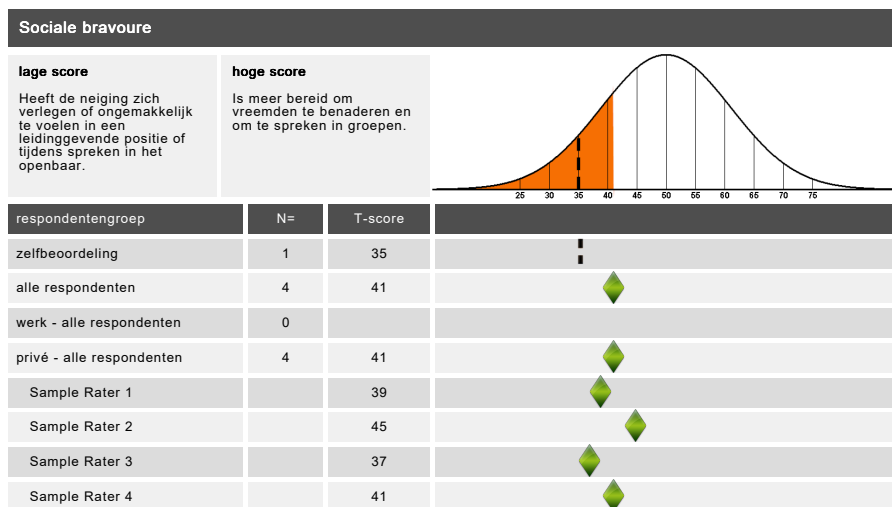 Sociale bravoure
lage score
Heeft de neiging zich
verlegen of ongemakkelijk
te voelen in een
leidinggevende positie of
tijdens spreken in het
openbaar.
hoge score
Is meer bereid om
vreemden te benaderen en
om te spreken in groepen.
25 30 35 40 45 50 55 60 65 70 75
respondentengroep N= T-score
zelfbeoordeling 1 35
alle respondenten 4 41
werk - alle respondenten 0
privé - alle respondenten 4 41
Sample Rater 1 39
Sample Rater 2 45
Sample Rater 3 37
Sample Rater 4 41